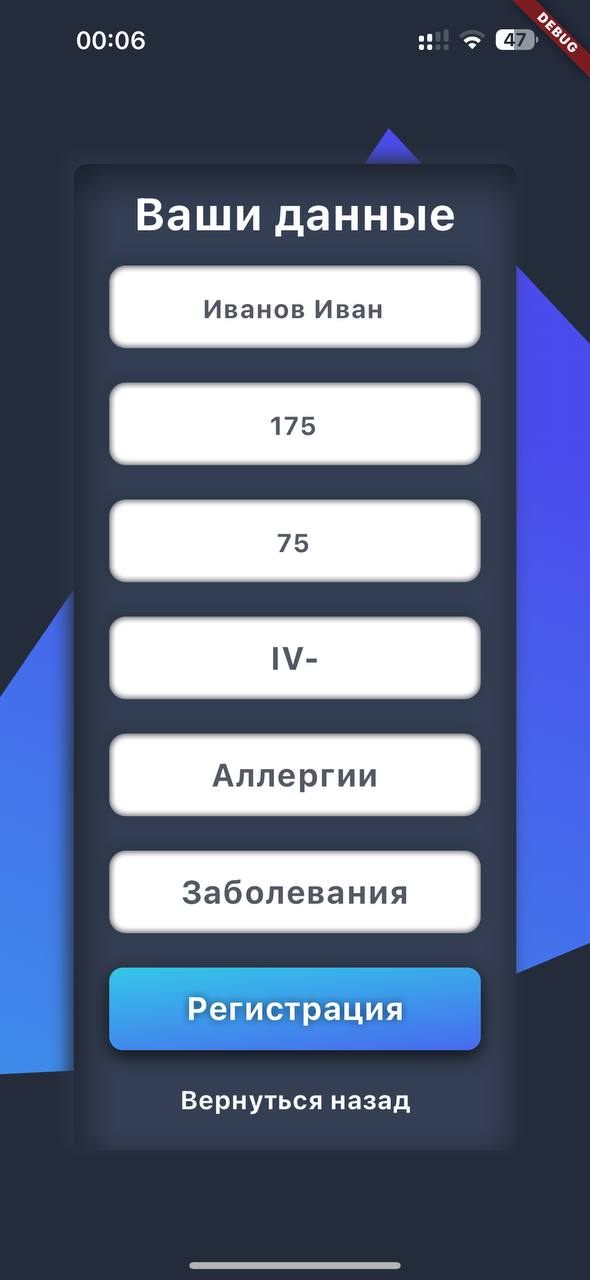 00:06
47
DEBUG
Ваши данные
Иванов Иван
175
75
IV-
Аллергии
Заболевания
Регистрация
Вернуться назад